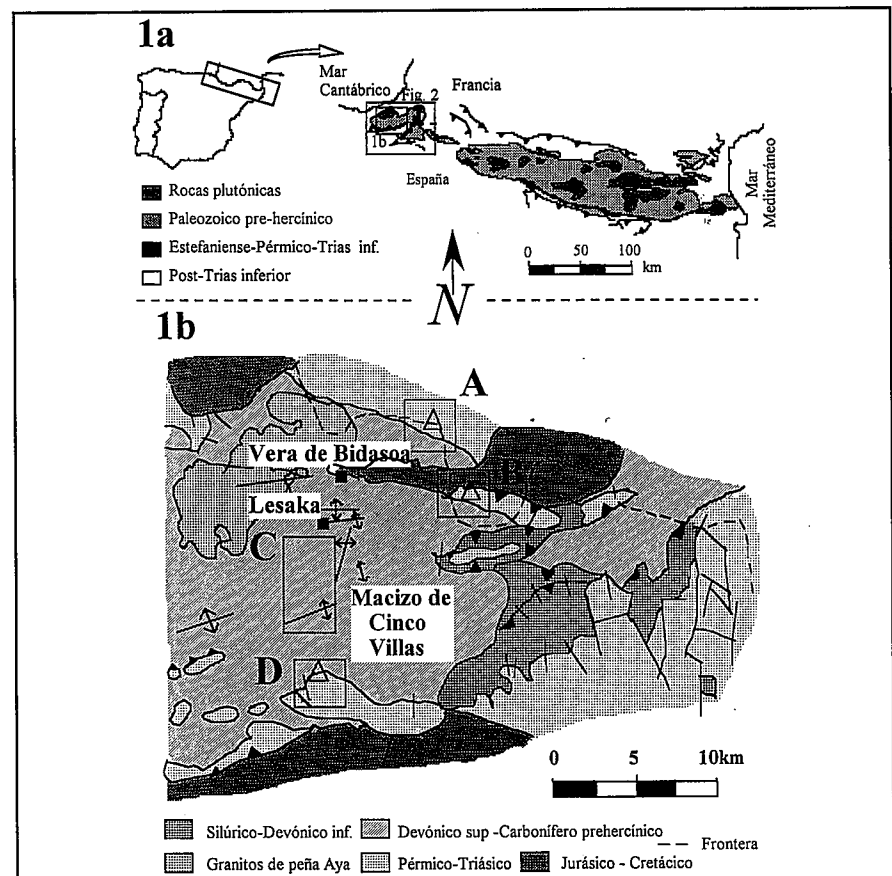 1a
Mar
Cantábrico
Fig. 2
Francia
1b
España
Mar
Mediterráneo
Rocas plutónicas
Paleozoico pre-hercínico
Estefaniense-Pérmico-Trias inf.
Post-Trias inferior
0 50 100
km
N
1b
A
Vera de Bidasoa
B
Lesaka
C
Macizo de
Cinco
Villas
D
0 5 10km
Silúrico-Devónico inf.
Devónico sup -Carbonífero prehercínico
Frontera
Granitos de peña Aya
Pérmico-Triásico
Jurásico - Cretácico